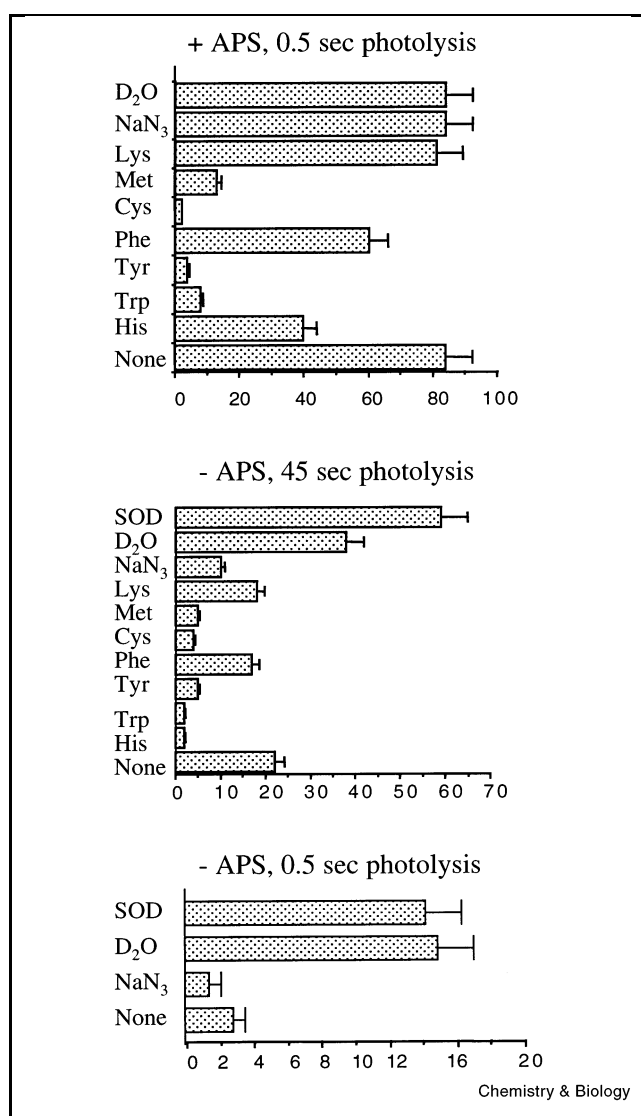 + APS, 0.5 sec photolysis
D₂O
NaN₃
Lys
Met
Cys
Phe
Tyr
Trp
His
None
0 20 40 60 80 100
- APS, 45 sec photolysis
SOD
D₂O
NaN₃
Lys
Met
Cys
Phe
Tyr
Trp
His
None
0 10 20 30 40 50 60 70
- APS, 0.5 sec photolysis
SOD
D₂O
NaN₃
None
0 2 4 6 8 10 12 14 16 20
Chemistry & Biology